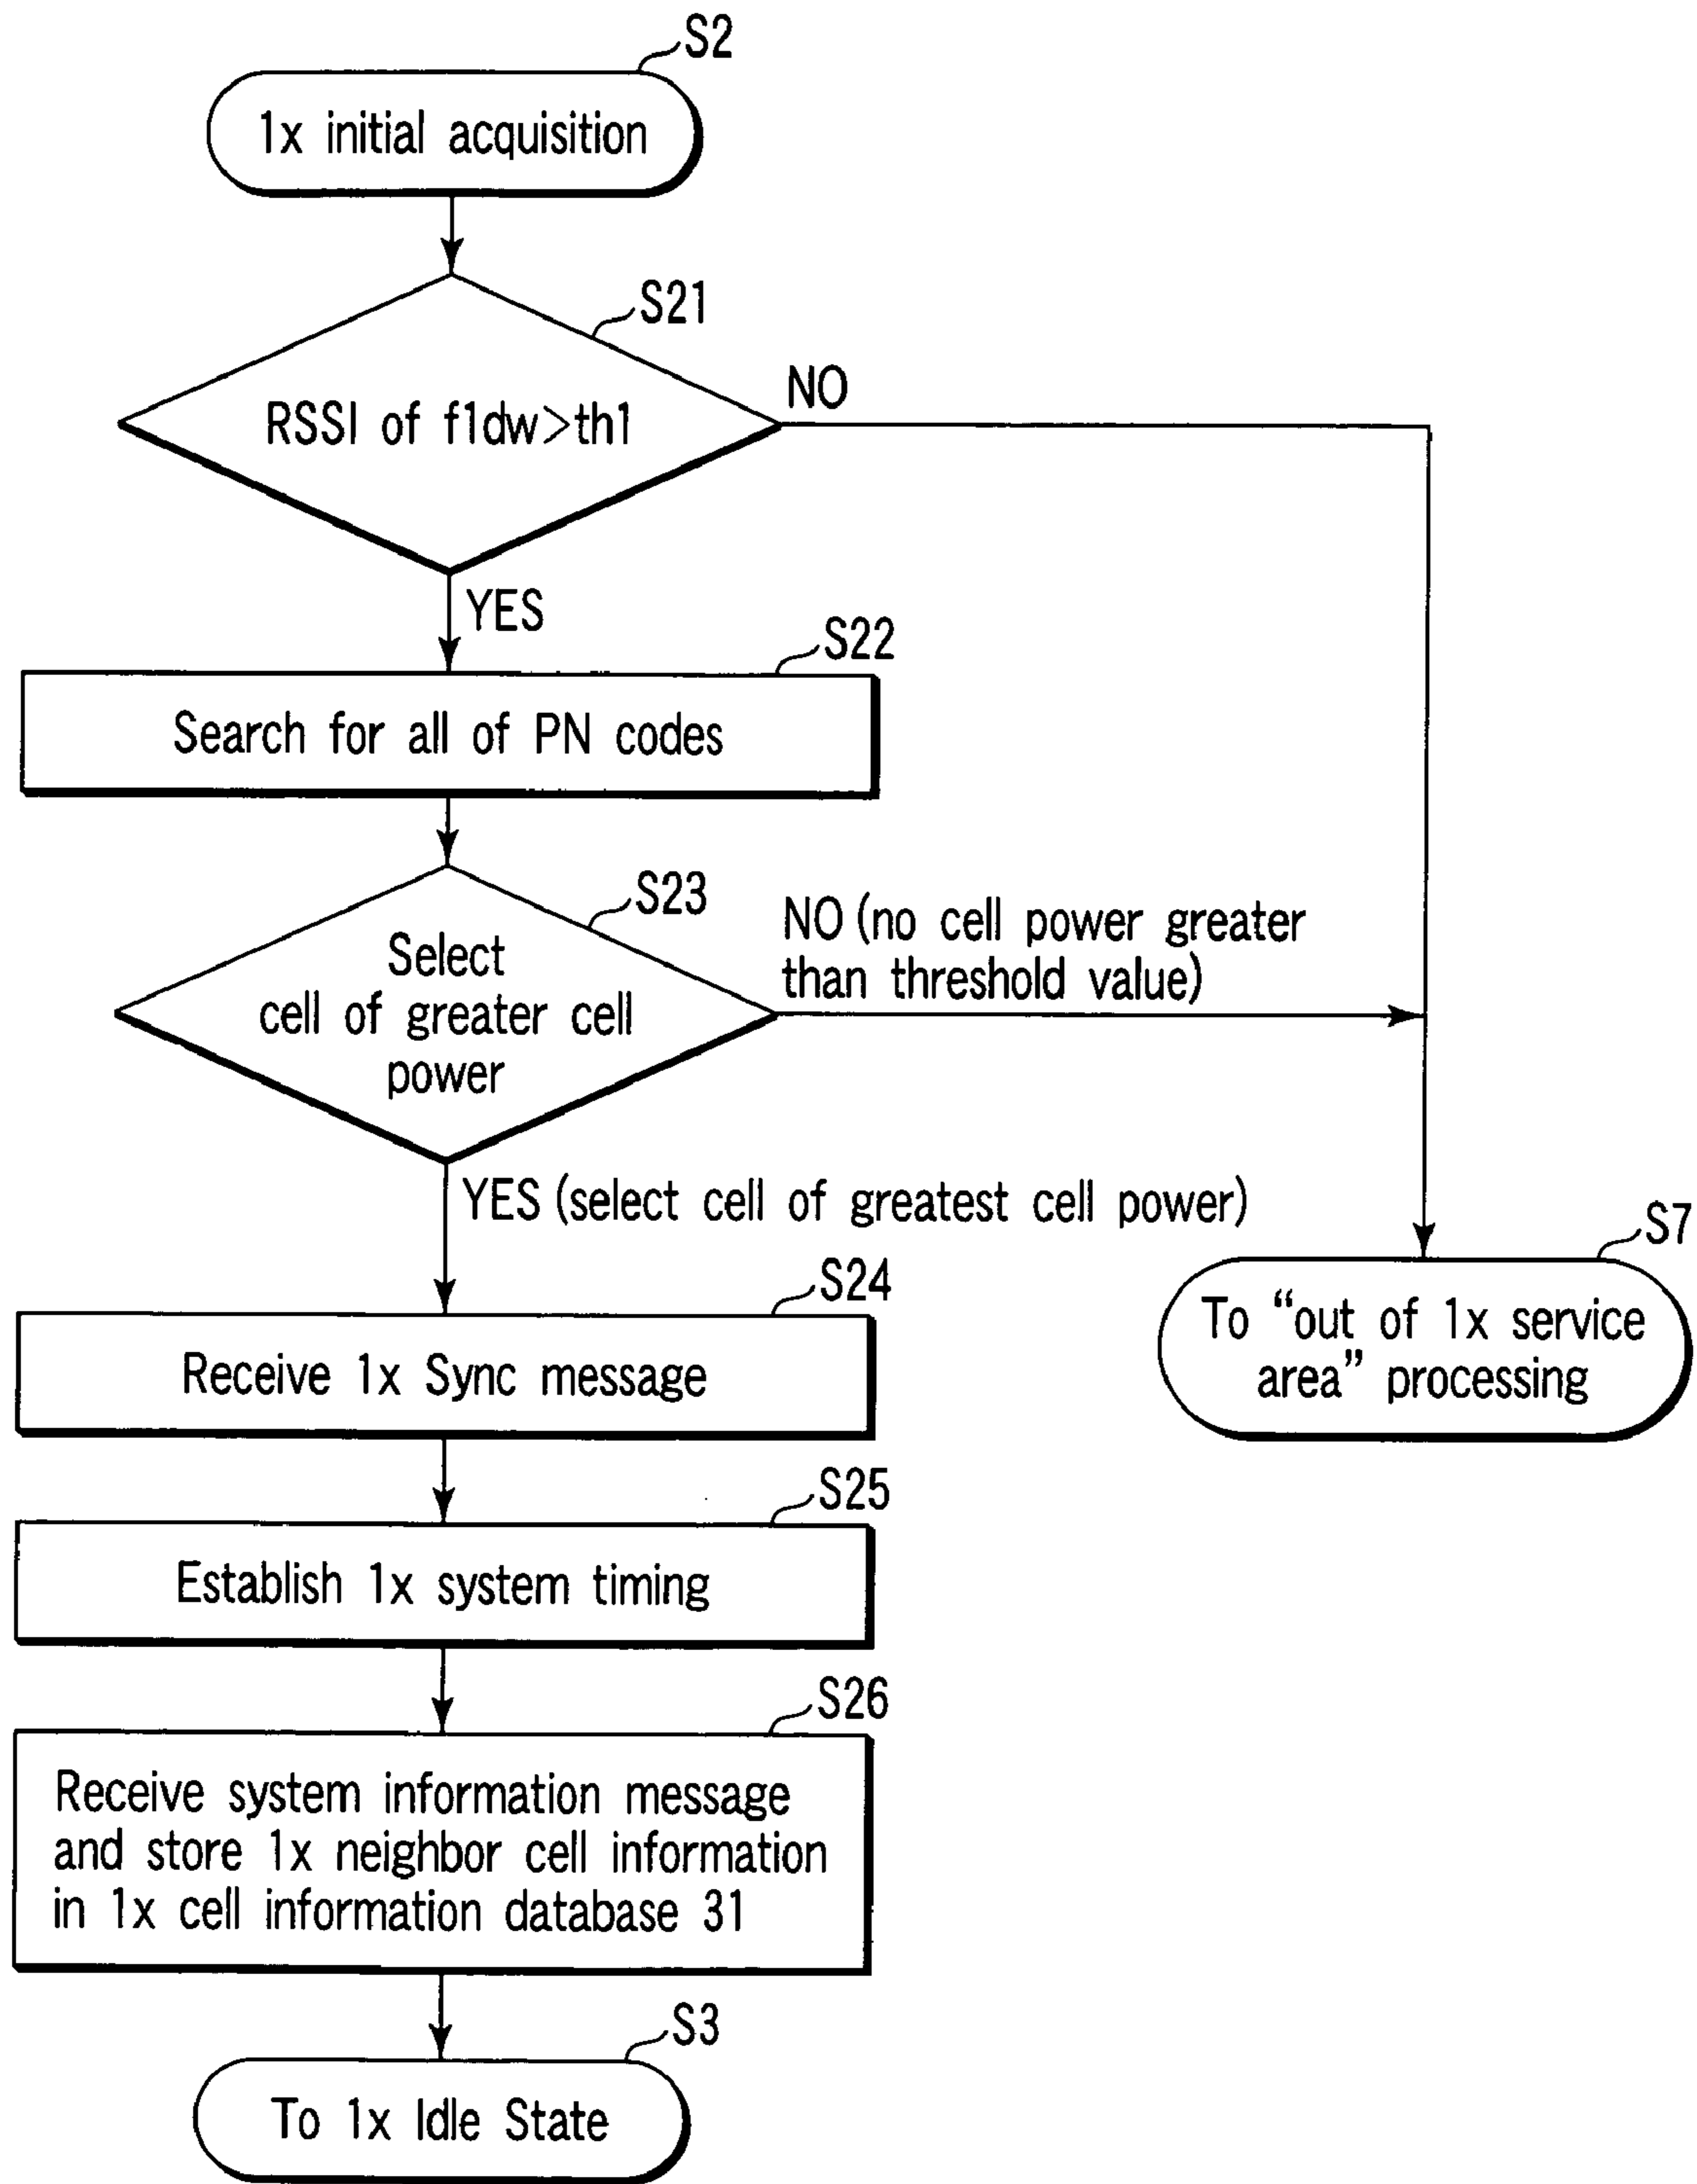 S2
1x initial acquisition
S21
RSSI of f1dw>th1
NO
YES
S22
Search for all of PN codes
S23
Select
cell of greater cell
power
NO (no cell power greater
than threshold value)
YES (select cell of greatest cell power)
S24
Receive 1x Sync message
S7
To “out of 1x service
area” processing
S25
Establish 1x system timing
S26
Receive system information message
and store 1x neighbor cell information
in 1x cell information database 31
S3
To 1x Idle State